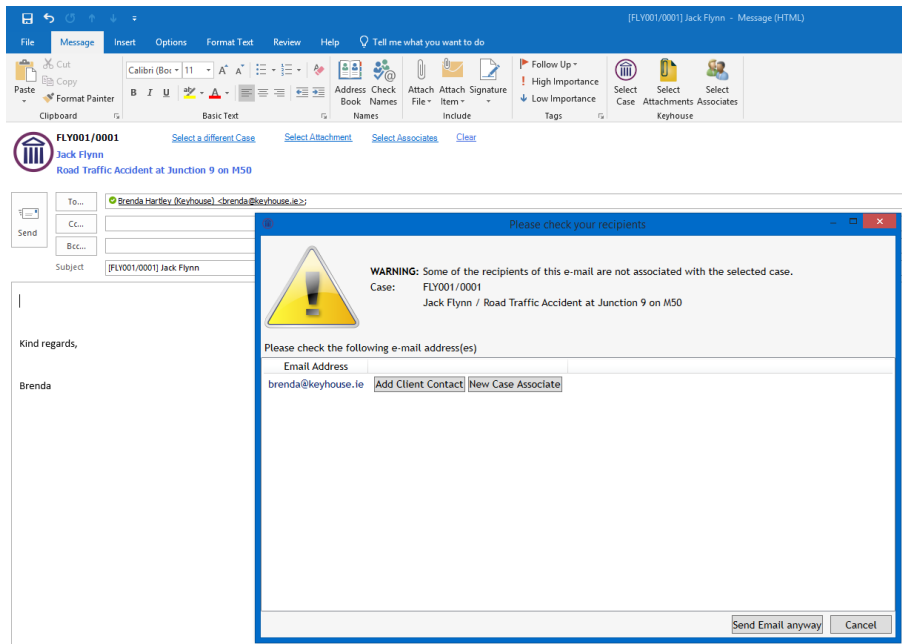 [FLY001/0001] Jack Flynn - Message (HTML)
File Message Insert Options Format Text Review Help Tell me what you want to do
Paste
Cut
Copy
Format Painter
Clipboard
Calibri (Boc 11 A A
B I U aby A
Basic Text
Address Book
Check Names
Names
Attach File
Attach Item
Signature
Include
Follow Up
High Importance
Low Importance
Tags
Select Case
Select Attachments
Select Associates
Keyhouse
FLY001/0001 Select a different Case Select Attachment Select Associates Clear
Jack Flynn
Road Traffic Accident at Junction 9 on M50
Send
To... Brenda Hartley (Keyhouse) <brenda@keyhouse.ie>;
Cc...
Bcc...
Subject [FLY001/0001] Jack Flynn
Kind regards,
Brenda
Please check your recipients
WARNING: Some of the recipients of this e-mail are not associated with the selected case.
Case: FLY001/0001
Jack Flynn / Road Traffic Accident at Junction 9 on M50
Please check the following e-mail address(es)
Email Address
brenda@keyhouse.ie Add Client Contact New Case Associate
Send Email anyway Cancel